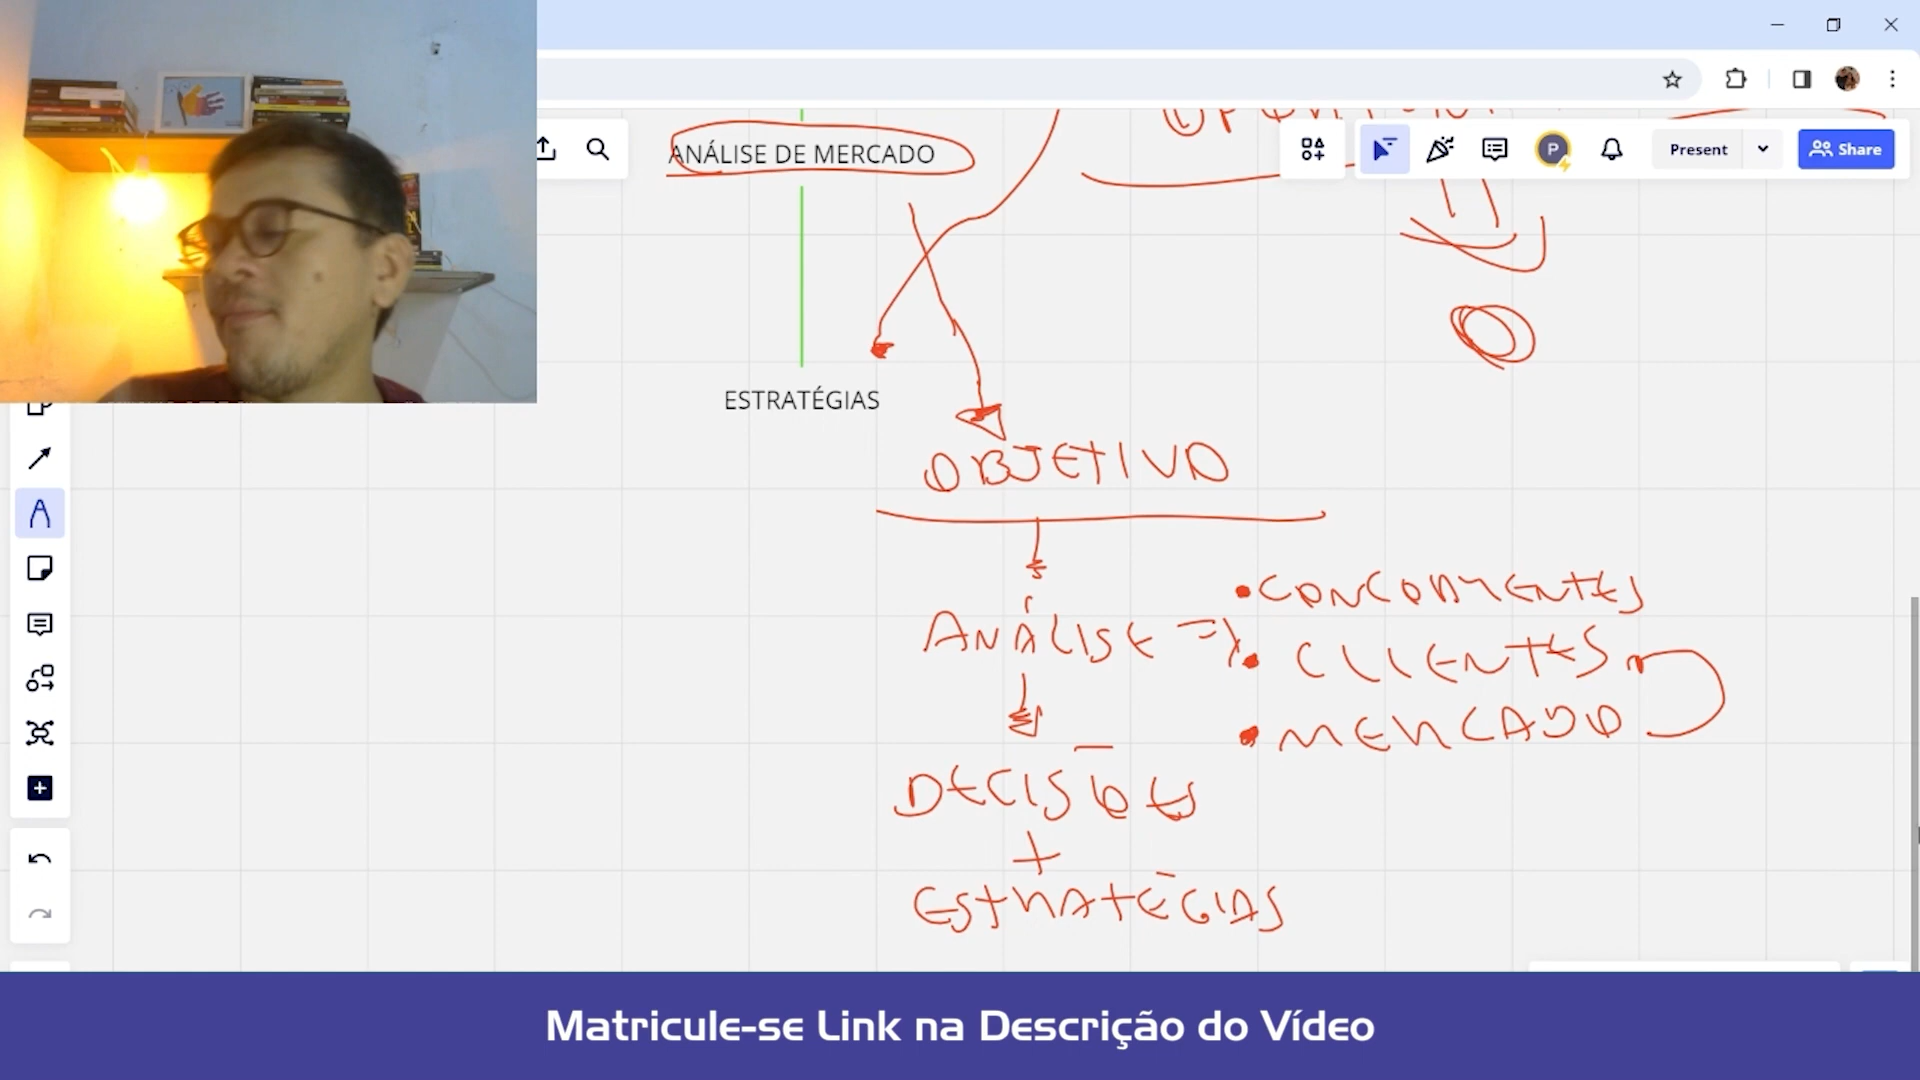 Present
Share
ANÁLISE DE MERCADO
P
ESTRATÉGIAS
OBJETIVO
ANÁLISE =>
• CONCORRENTES
• CLIENTES
• MERCADO
DECISÕES
+
ESTRATÉGIAS
Matricule-se Link na Descrição do Vídeo